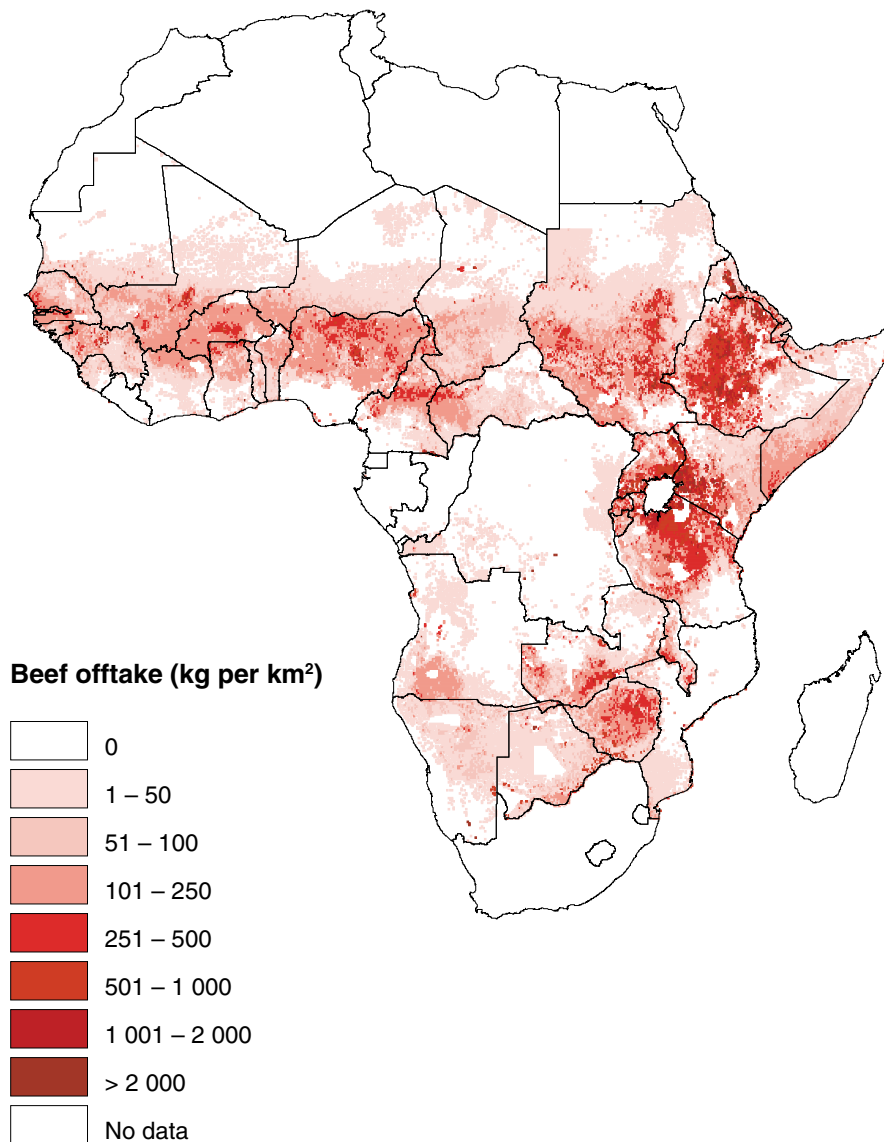 Beef offtake (kg per km²)
0
1 – 50
51 – 100
101 – 250
251 – 500
501 – 1 000
1 001 – 2 000
> 2 000
No data